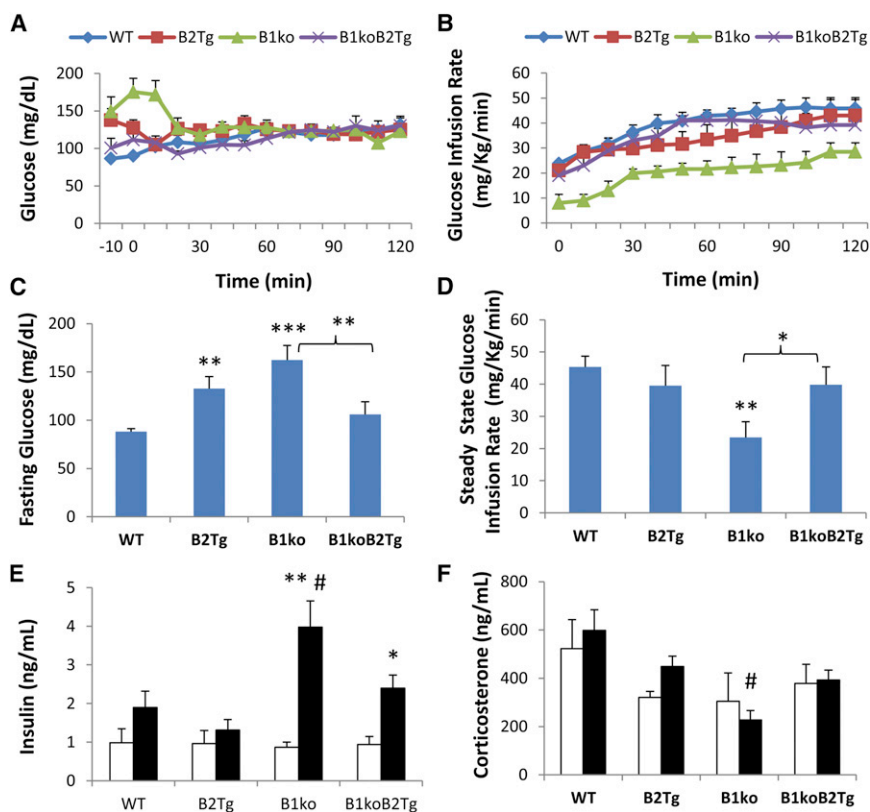 A
WT B2Tg B1ko B1koB2Tg
Glucose (mg/dL)
200
150
100
50
0
-10 0 30 60 90 120
Time (min)
B
WT B2Tg B1ko B1koB2Tg
Glucose Infusion Rate
(mg/Kg/min)
60
50
40
30
20
10
0
0 30 60 90 120
Time (min)
C
Fasting Glucose (mg/dL)
200
150
100
50
0
** *** **
WT B2Tg B1ko B1koB2Tg
D
Steady State Glucose
Infusion Rate (mg/Kg/min)
60
50
40
30
20
10
0
** *
WT B2Tg B1ko B1koB2Tg
E
Insulin (ng/mL)
5
4
3
2
1
0
** # *
WT B2Tg B1ko B1koB2Tg
F
Corticosterone (ng/mL)
800
600
400
200
0
#
WT B2Tg B1ko B1koB2Tg